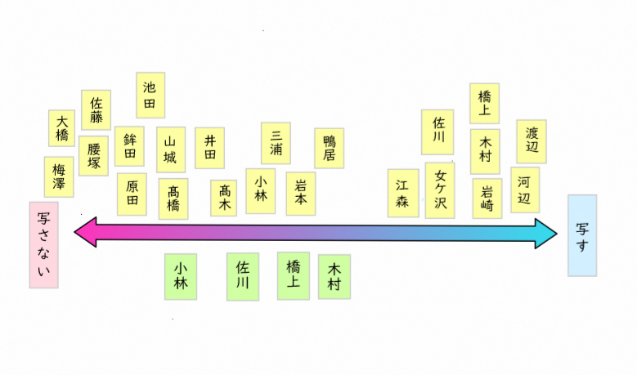 大橋
梅澤
佐藤
腰塚
池田
鉾田
原田
山城
髙橋
井田
髙木
三浦
小林
鴨居
岩本
江森
佐川
女ケ沢
橋上
木村
岩﨑
渡辺
河辺
写さない
写す
小林
佐川
橋上
木村